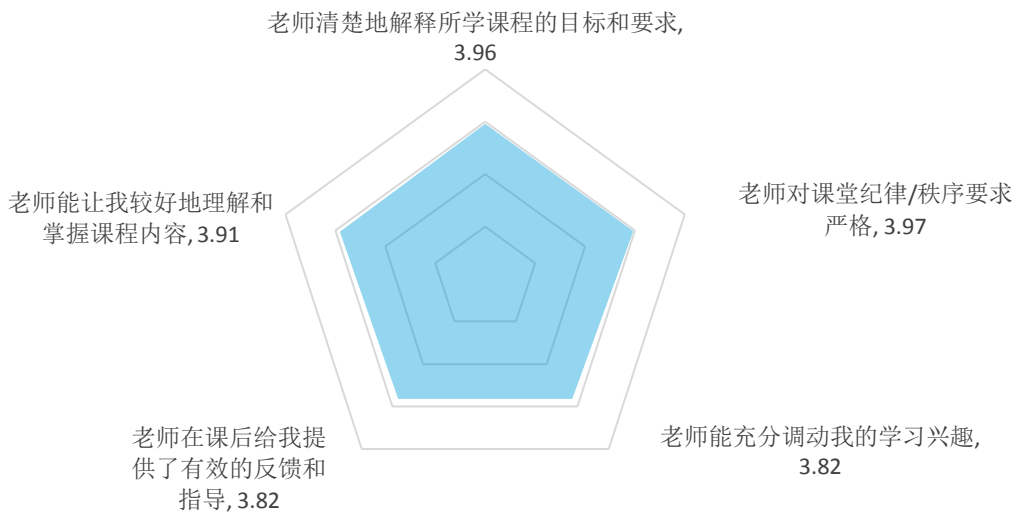 老师清楚地解释所学课程的目标和要求,
3.96
老师对课堂纪律/秩序要求
严格, 3.97
老师能充分调动我的学习兴趣,
3.82
老师在课后给我提
供了有效的反馈和
指导, 3.82
老师能让我较好地理解和
掌握课程内容, 3.91